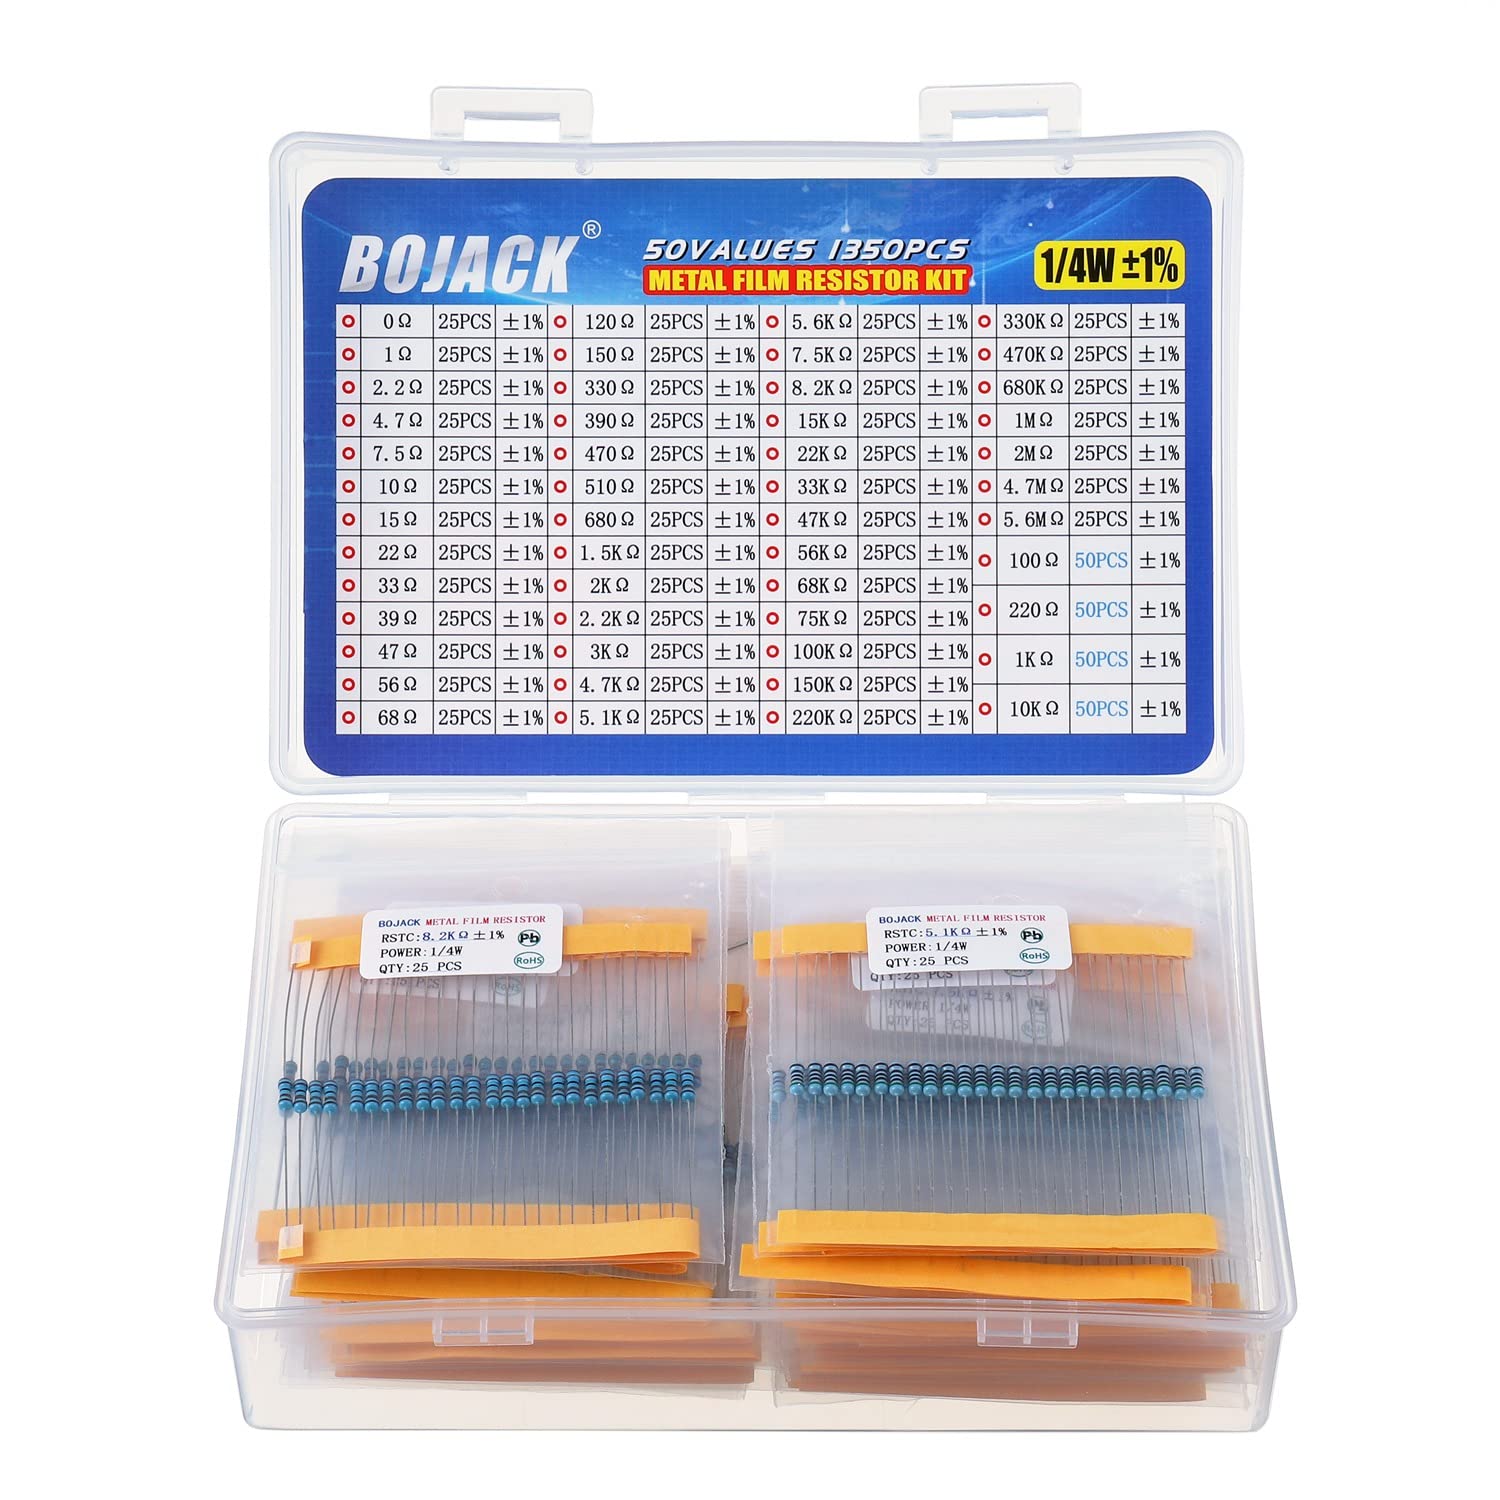 BOJACK®
50VALUES 1350PCS
METAL FILM RESISTOR KIT
1/4W ±1%
0Ω 25PCS ±1% 120Ω 25PCS ±1% 5.6KΩ 25PCS ±1% 330KΩ 25PCS ±1%
1Ω 25PCS ±1% 150Ω 25PCS ±1% 7.5KΩ 25PCS ±1% 470KΩ 25PCS ±1%
2.2Ω 25PCS ±1% 330Ω 25PCS ±1% 8.2KΩ 25PCS ±1% 680KΩ 25PCS ±1%
4.7Ω 25PCS ±1% 390Ω 25PCS ±1% 15KΩ 25PCS ±1% 1MΩ 25PCS ±1%
7.5Ω 25PCS ±1% 470Ω 25PCS ±1% 22KΩ 25PCS ±1% 2MΩ 25PCS ±1%
10Ω 25PCS ±1% 510Ω 25PCS ±1% 33KΩ 25PCS ±1% 4.7MΩ 25PCS ±1%
15Ω 25PCS ±1% 680Ω 25PCS ±1% 47KΩ 25PCS ±1% 5.6MΩ 25PCS ±1%
22Ω 25PCS ±1% 1.5KΩ 25PCS ±1% 56KΩ 25PCS ±1% 100Ω 50PCS ±1%
33Ω 25PCS ±1% 2KΩ 25PCS ±1% 68KΩ 25PCS ±1%
39Ω 25PCS ±1% 2.2KΩ 25PCS ±1% 75KΩ 25PCS ±1% 220Ω 50PCS ±1%
47Ω 25PCS ±1% 3KΩ 25PCS ±1% 100KΩ 25PCS ±1% 1KΩ 50PCS ±1%
56Ω 25PCS ±1% 4.7KΩ 25PCS ±1% 150KΩ 25PCS ±1%
68Ω 25PCS ±1% 5.1KΩ 25PCS ±1% 220KΩ 25PCS ±1% 10KΩ 50PCS ±1%
BOJACK METAL FILM RESISTOR
RSTC:8.2KΩ±1% Pb
POWER:1/4W
QTY:25 PCS RoHS
BOJACK METAL FILM RESISTOR
RSTC:5.1KΩ±1% Pb
POWER:1/4W
QTY:25 PCS RoHS
QTY:25 PCS
POWER 1/4W